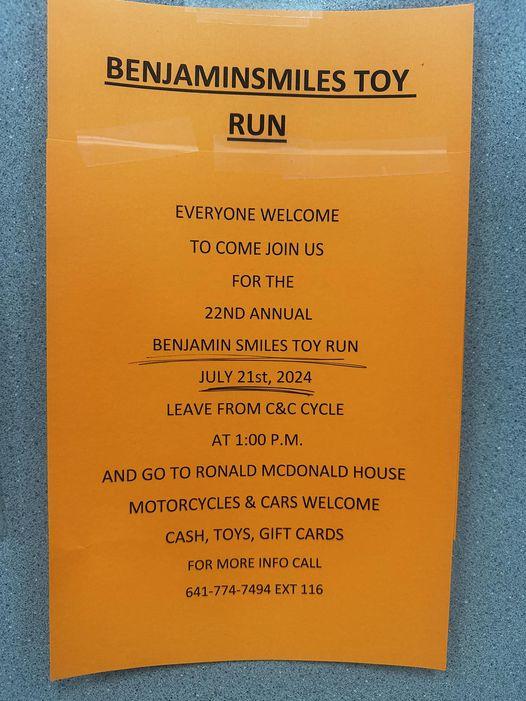 BENJAMINSMILES TOY
RUN
EVERYONE WELCOME
TO COME JOIN US
FOR THE
22ND ANNUAL
BENJAMIN SMILES TOY RUN
JULY 21st, 2024
LEAVE FROM C&C CYCLE
AT 1:00 P.M.
AND GO TO RONALD MCDONALD HOUSE
MOTORCYCLES & CARS WELCOME
CASH, TOYS, GIFT CARDS
FOR MORE INFO CALL
641-774-7494 EXT 116